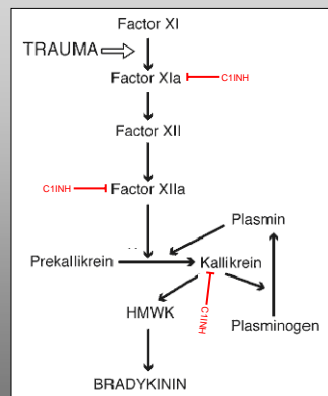 Factor XI
TRAUMA
Factor XIa
C1INH
Factor XII
C1INH
Factor XIIa
Plasmin
Prekallikrein
Kallikrein
HMWK
C1INH
Plasminogen
BRADYKININ